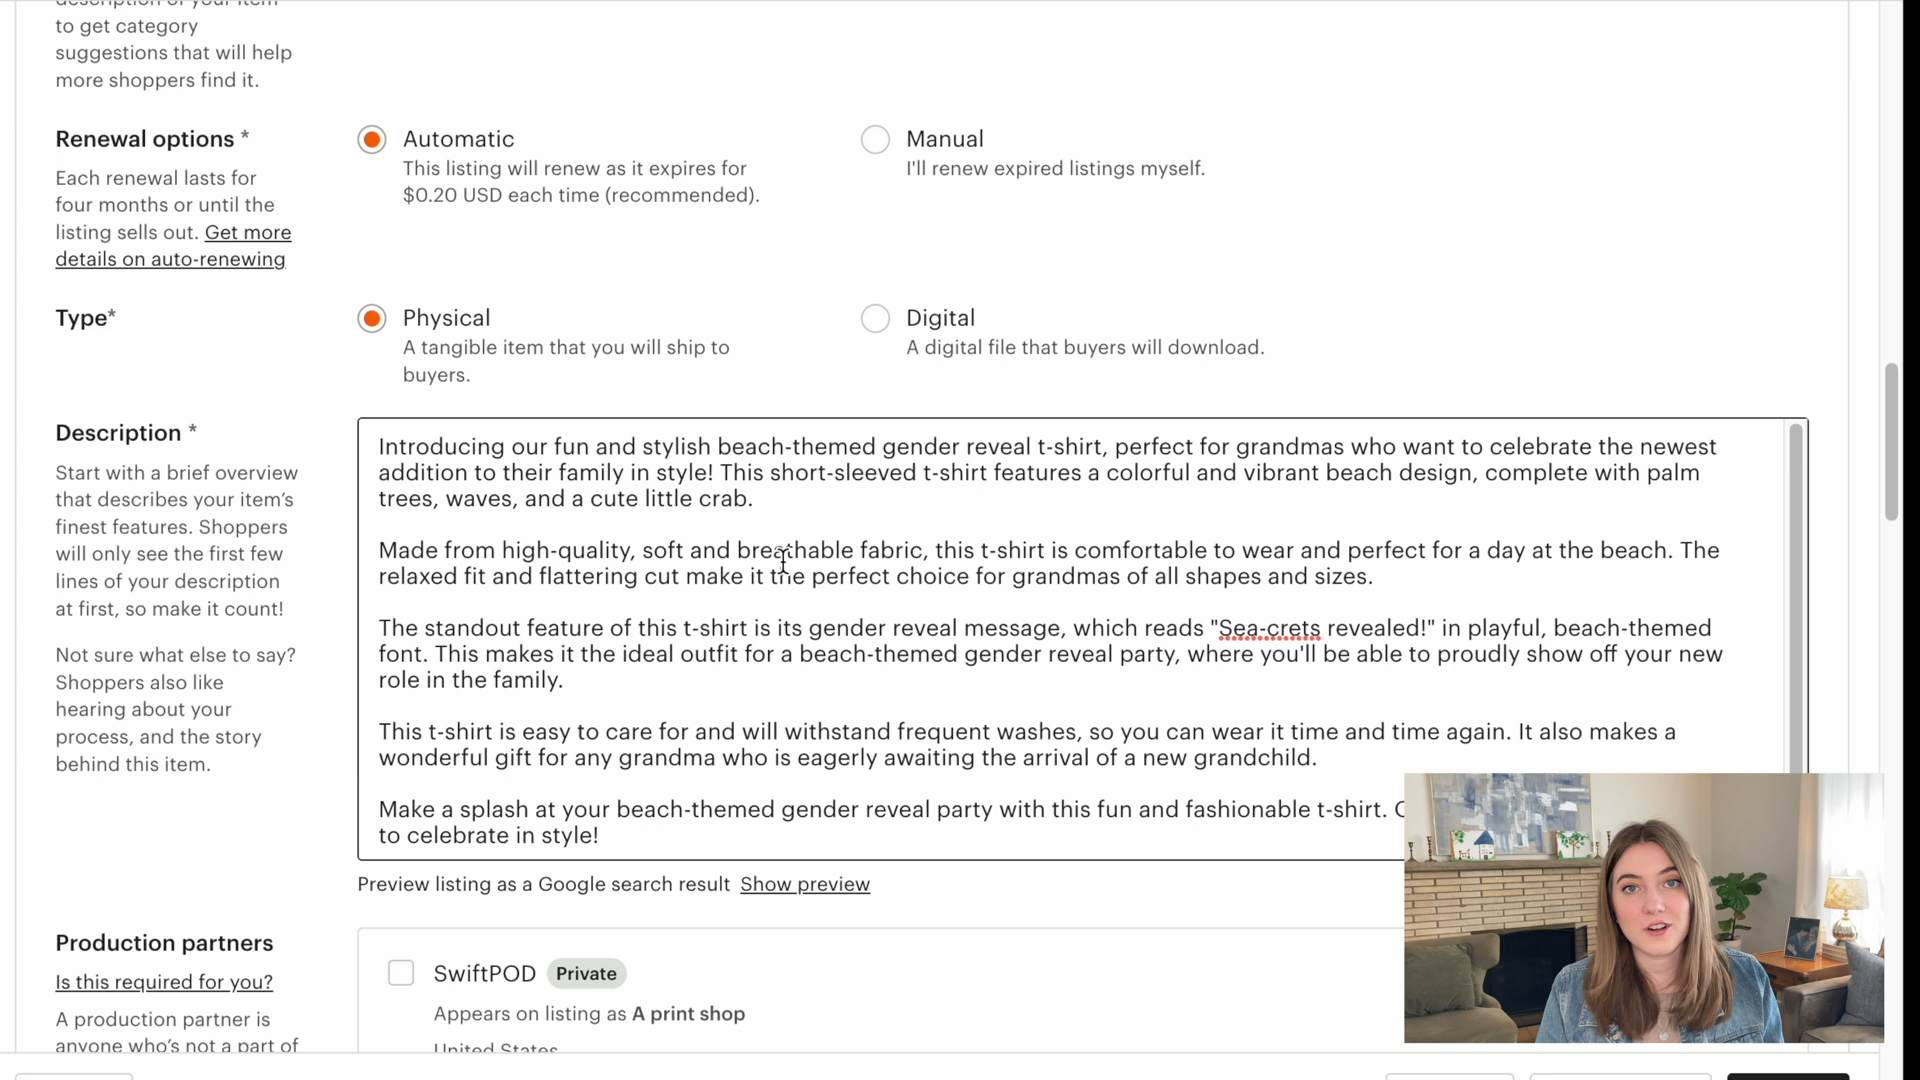 to get category
suggestions that will help
more shoppers find it.
Renewal options *
Each renewal lasts for
four months or until the
listing sells out. Get more
details on auto-renewing
Automatic
This listing will renew as it expires for
$0.20 USD each time (recommended).
Manual
I'll renew expired listings myself.
Type*
Physical
A tangible item that you will ship to
buyers.
Digital
A digital file that buyers will download.
Description *
Start with a brief overview
that describes your item's
finest features. Shoppers
will only see the first few
lines of your description
at first, so make it count!
Not sure what else to say?
Shoppers also like
hearing about your
process, and the story
behind this item.
Introducing our fun and stylish beach-themed gender reveal t-shirt, perfect for grandmas who want to celebrate the newest
addition to their family in style! This short-sleeved t-shirt features a colorful and vibrant beach design, complete with palm
trees, waves, and a cute little crab.
Made from high-quality, soft and breathable fabric, this t-shirt is comfortable to wear and perfect for a day at the beach. The
relaxed fit and flattering cut make it the perfect choice for grandmas of all shapes and sizes.
The standout feature of this t-shirt is its gender reveal message, which reads "Sea-crets revealed!" in playful, beach-themed
font. This makes it the ideal outfit for a beach-themed gender reveal party, where you'll be able to proudly show off your new
role in the family.
This t-shirt is easy to care for and will withstand frequent washes, so you can wear it time and time again. It also makes a
wonderful gift for any grandma who is eagerly awaiting the arrival of a new grandchild.
Make a splash at your beach-themed gender reveal party with this fun and fashionable t-shirt.
to celebrate in style!
Preview listing as a Google search result Show preview
Production partners
Is this required for you?
A production partner is
anyone who's not a part of
SwiftPOD Private
Appears on listing as A print shop
United States